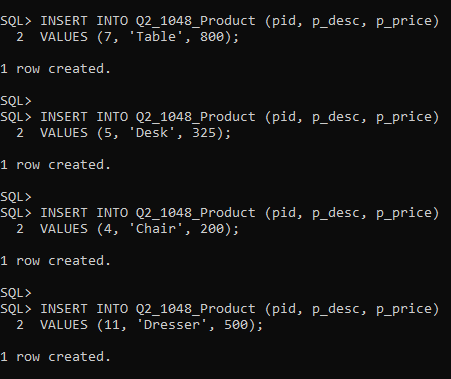 SQL> INSERT INTO Q2_1048_Product (pid, p_desc, p_price)
  2  VALUES (7, 'Table', 800);
1 row created.
SQL>
SQL> INSERT INTO Q2_1048_Product (pid, p_desc, p_price)
  2  VALUES (5, 'Desk', 325);
1 row created.
SQL>
SQL> INSERT INTO Q2_1048_Product (pid, p_desc, p_price)
  2  VALUES (4, 'Chair', 200);
1 row created.
SQL>
SQL> INSERT INTO Q2_1048_Product (pid, p_desc, p_price)
  2  VALUES (11, 'Dresser', 500);
1 row created.